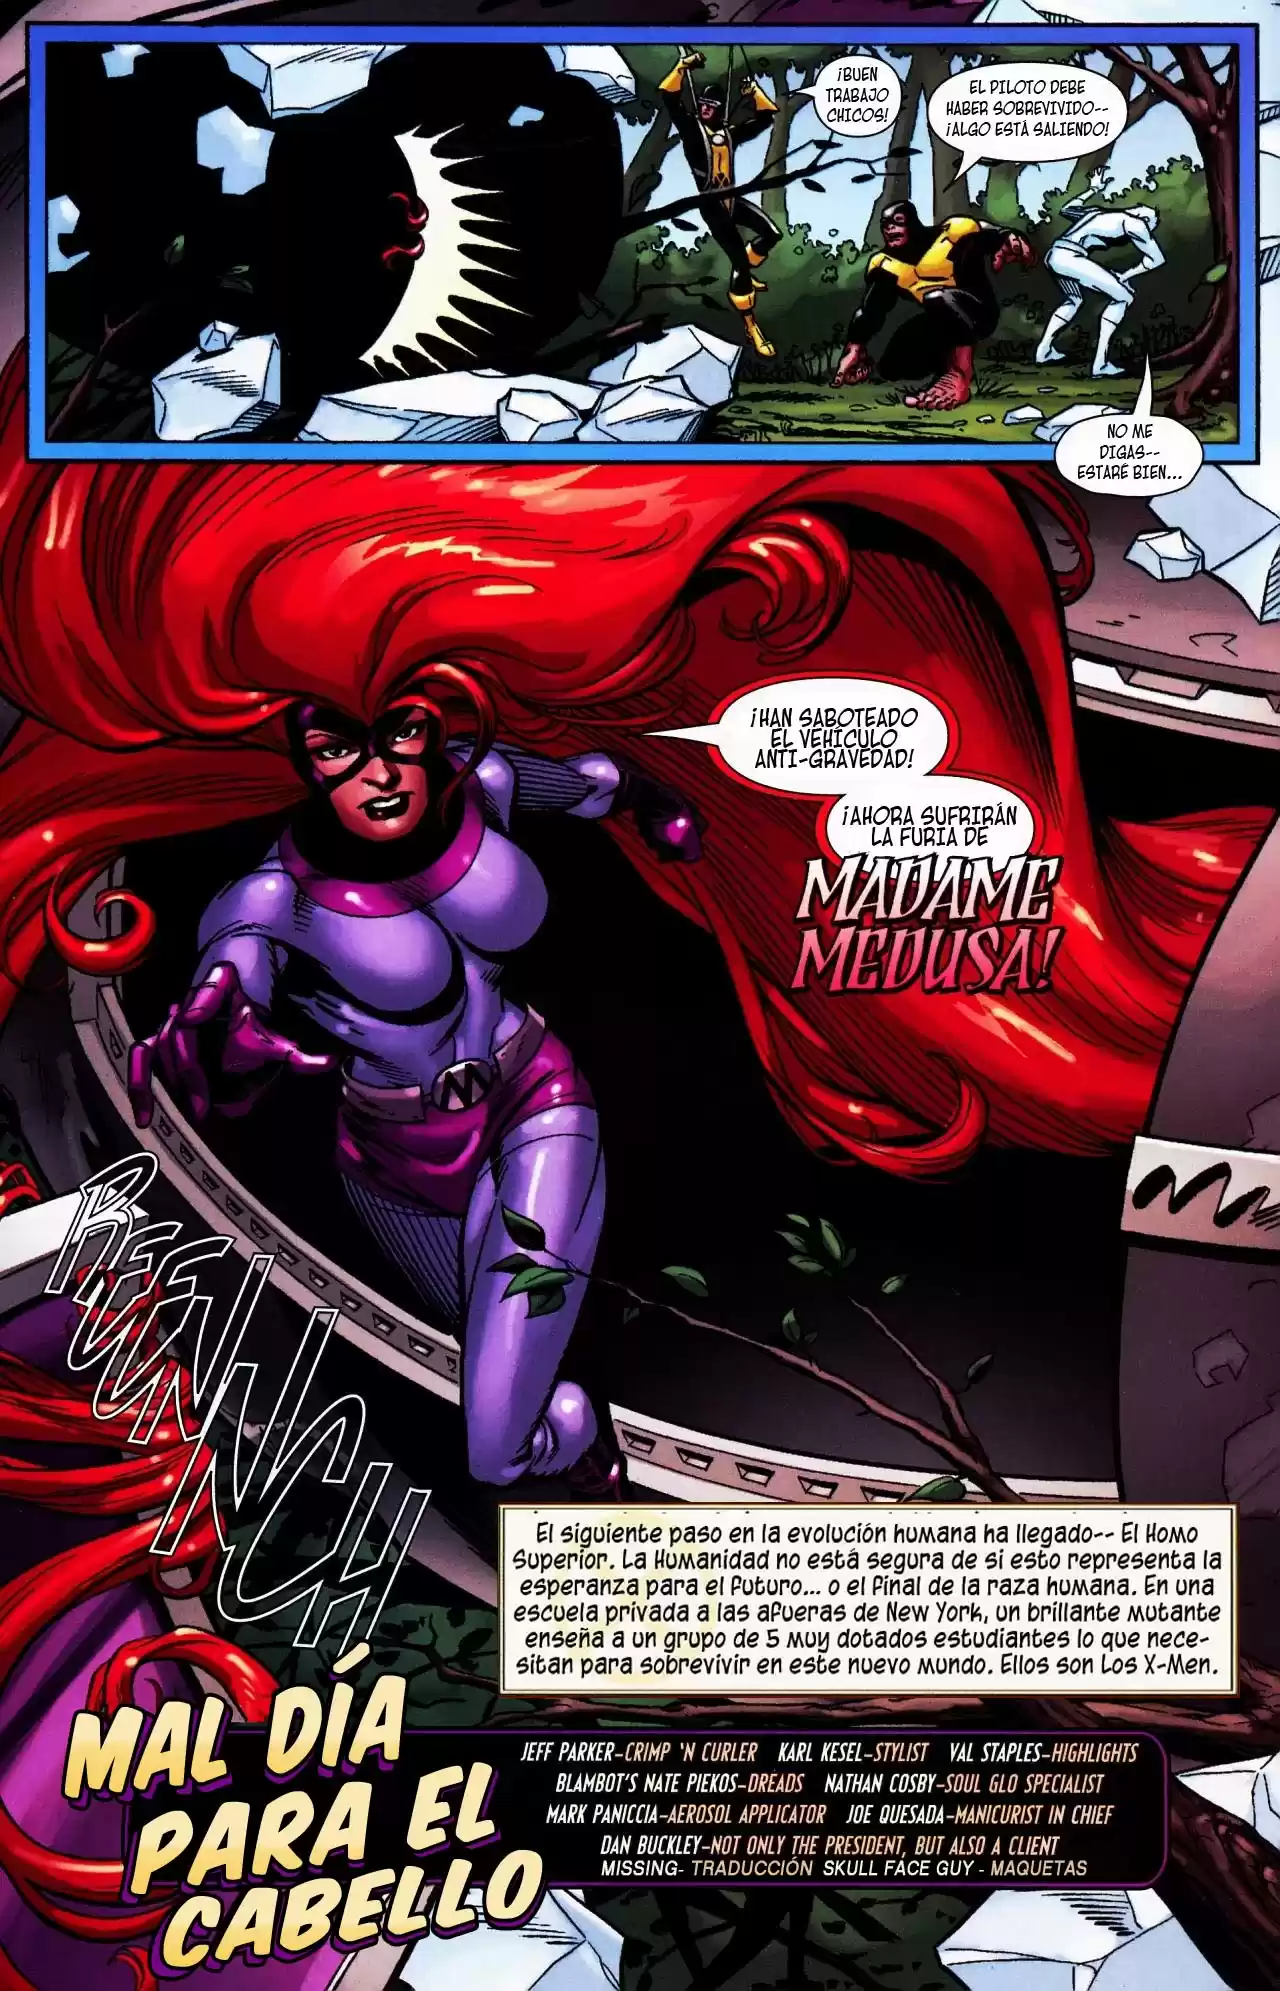 ¡BUEN
TRABAJO
CHICOS!
EL PILOTO DEBE
HABER SOBREVIVIDO--
¡ALGO ESTÁ SALIENDO!
NO ME
DIGAS--
ESTARÉ BIEN...
¡HAN SABOTEADO
EL VEHÍCULO
ANTI-GRAVEDAD!
¡AHORA SUFRIRÁN
LA FURIA DE
MADAME
MEDUSA!
M
REEUUNNNCHH
El siguiente paso en la evolución humana ha llegado-- El Homo
Superior. La Humanidad no está segura de si esto representa la
esperanza para el futuro... o el final de la raza humana. En una
escuela privada a las afueras de New York, un brillante mutante
enseña a un grupo de 5 muy dotados estudiantes lo que nece-
sitan para sobrevivir en este nuevo mundo. Ellos son Los X-Men.
MAL DÍA
PARA EL
CABELLO
JEFF PARKER–CRIMP 'N CURLER KARL KESEL–STYLIST VAL STAPLES–HIGHLIGHTS
BLAMBOT'S NATE PIEKOS–DREADS NATHAN COSBY–SOUL GLO SPECIALIST
MARK PANICCIA–AEROSOL APPLICATOR JOE QUESADA–MANICURIST IN CHIEF
DAN BUCKLEY–NOT ONLY THE PRESIDENT, BUT ALSO A CLIENT
MISSING- TRADUCCIÓN SKULL FACE GUY - MAQUETAS